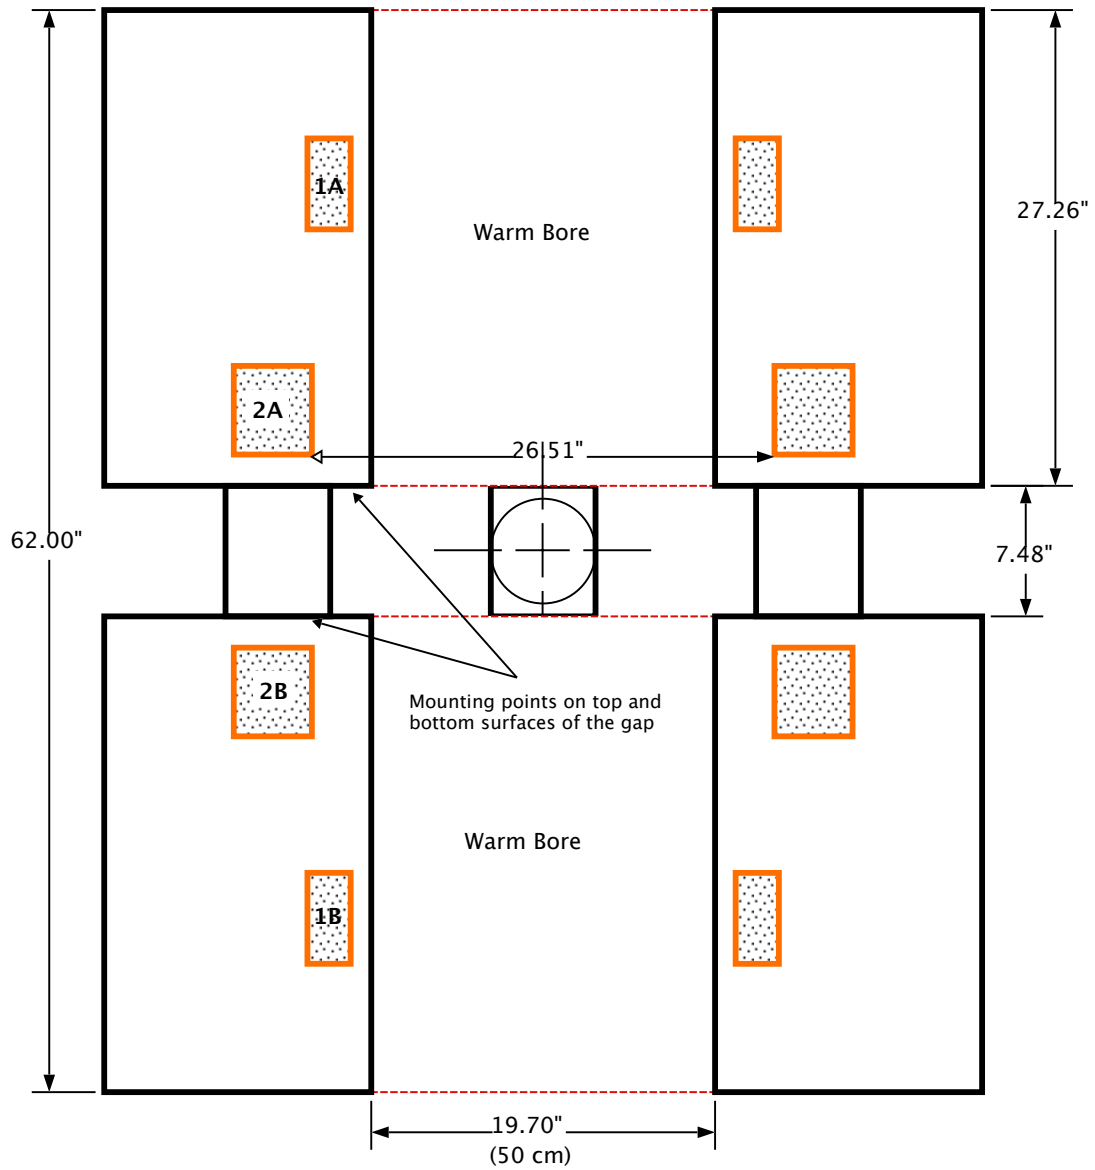 1A
27.26"
Warm Bore
2A
26.51"
62.00"
7.48"
2B
Mounting points on top and
bottom surfaces of the gap
Warm Bore
1B
19.70"
(50 cm)